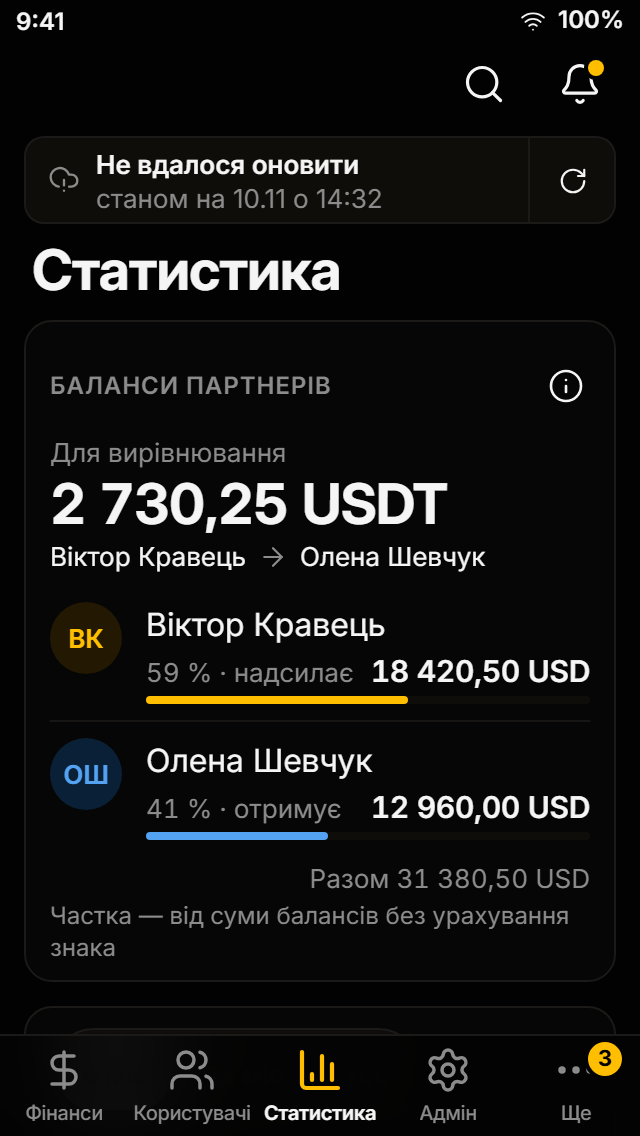 9:41
100%
Не вдалося оновити
станом на 10.11 о 14:32
Статистика
БАЛАНСИ ПАРТНЕРІВ
Для вирівнювання
2 730,25 USDT
Віктор Кравець → Олена Шевчук
ВК
Віктор Кравець
59 % · надсилає 18 420,50 USD
ОШ
Олена Шевчук
41 % · отримує 12 960,00 USD
Разом 31 380,50 USD
Частка — від суми балансів без урахування
знака
3
Фінанси Користувачі Статистика Адмін Ще